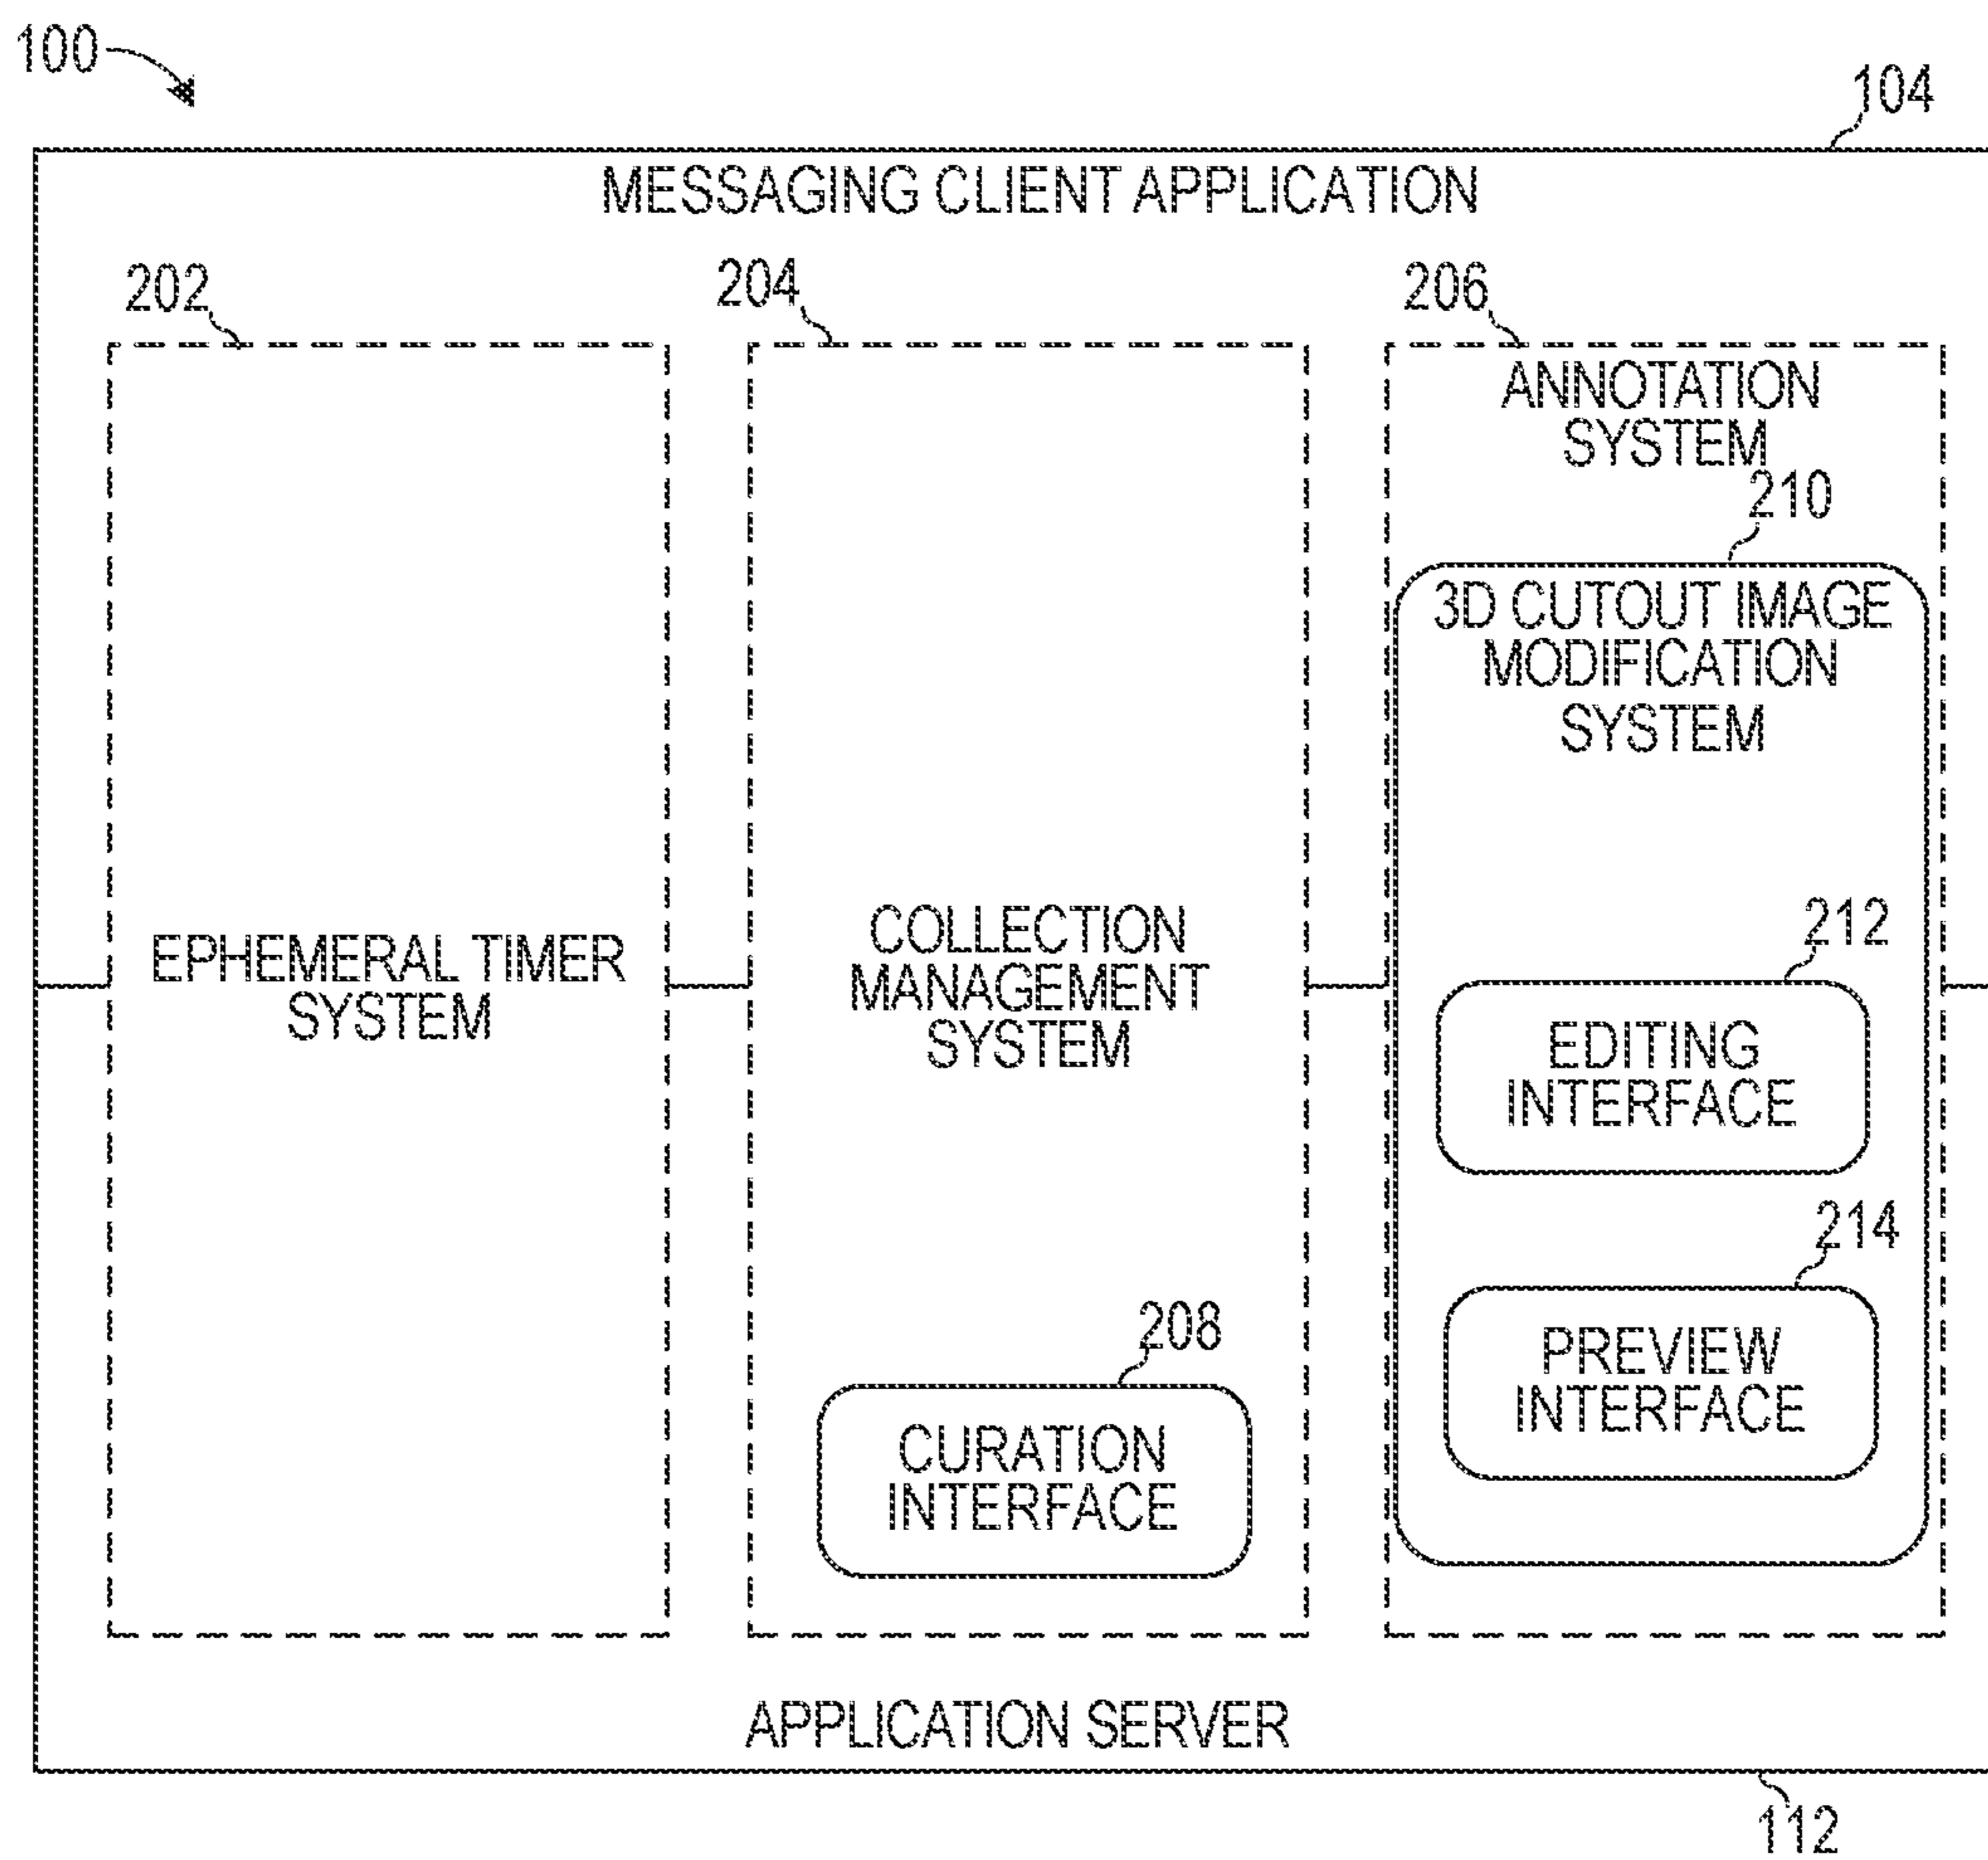 100
104
MESSAGING CLIENT APPLICATION
202
204
206
EPHEMERAL TIMER
SYSTEM
COLLECTION
MANAGEMENT
SYSTEM
208
CURATION
INTERFACE
ANNOTATION
SYSTEM
210
3D CUTOUT IMAGE
MODIFICATION
SYSTEM
212
EDITING
INTERFACE
214
PREVIEW
INTERFACE
APPLICATION SERVER
112